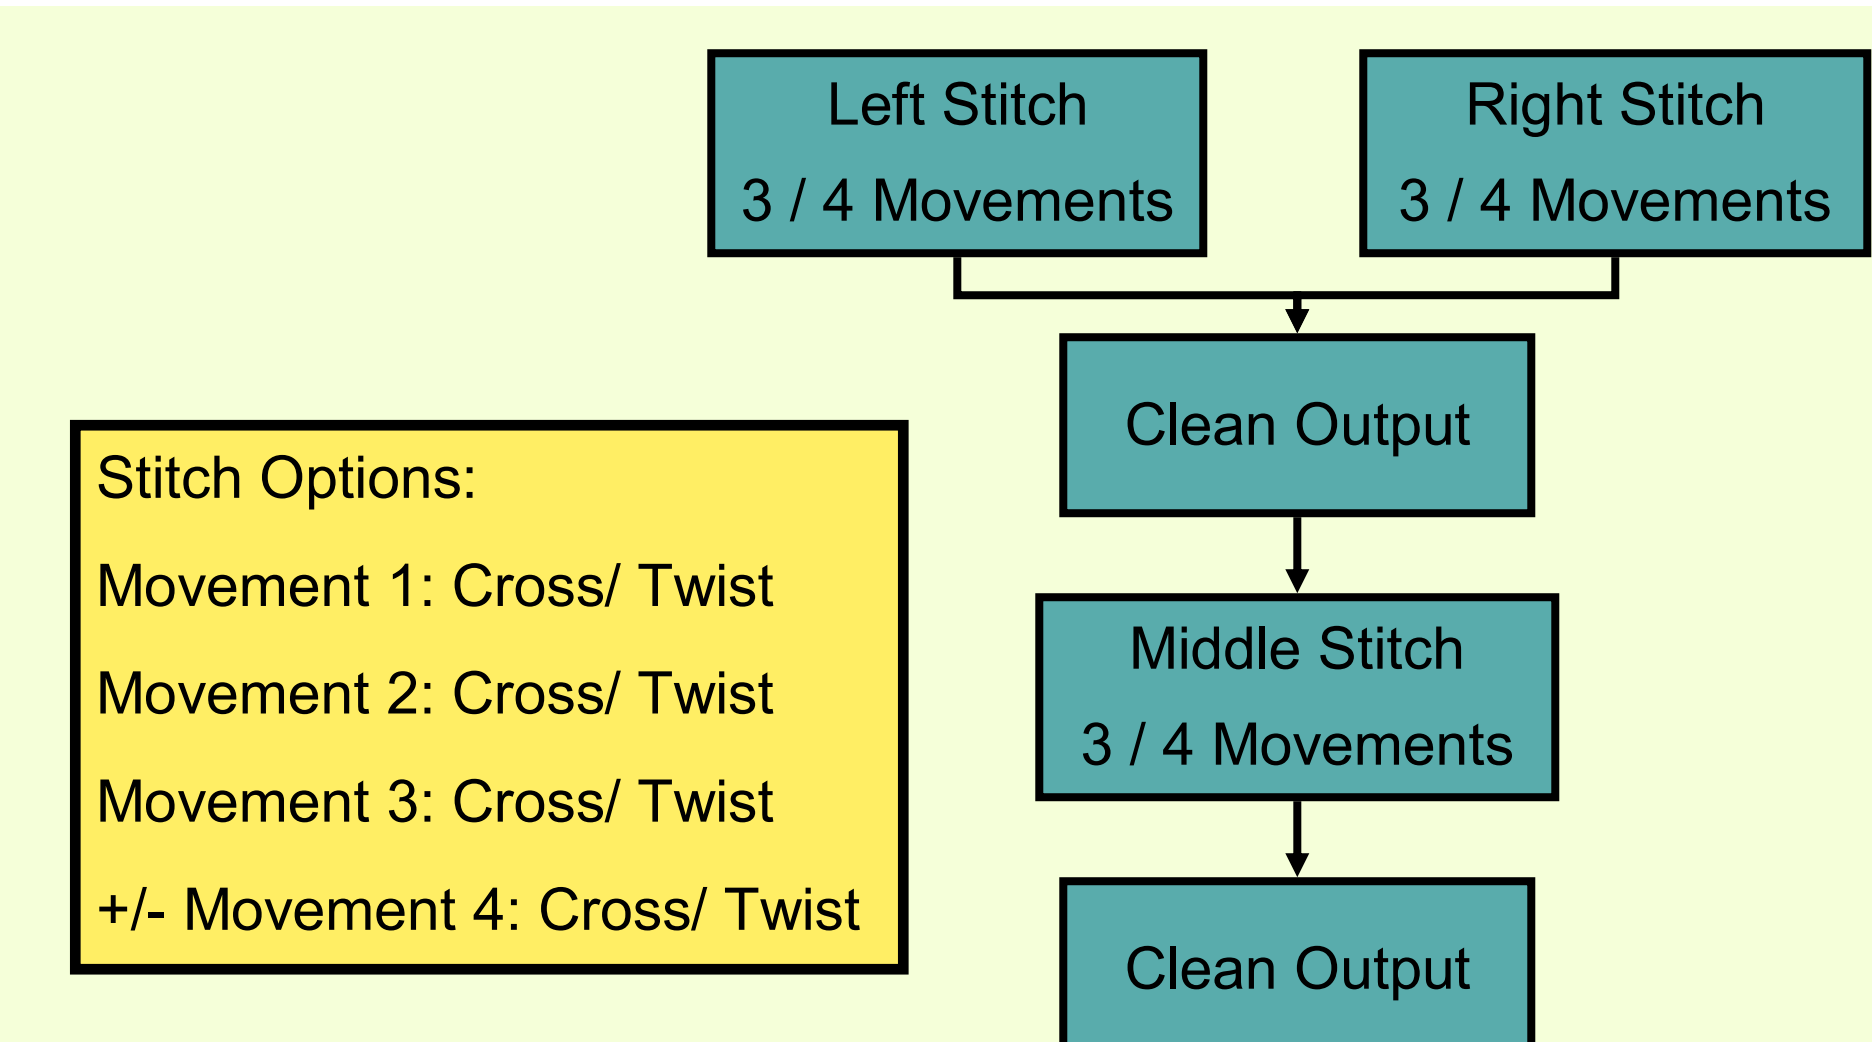 Left Stitch
3 / 4 Movements
Right Stitch
3 / 4 Movements
Clean Output
Stitch Options:
Movement 1: Cross/ Twist
Movement 2: Cross/ Twist
Movement 3: Cross/ Twist
+/- Movement 4: Cross/ Twist
Middle Stitch
3 / 4 Movements
Clean Output